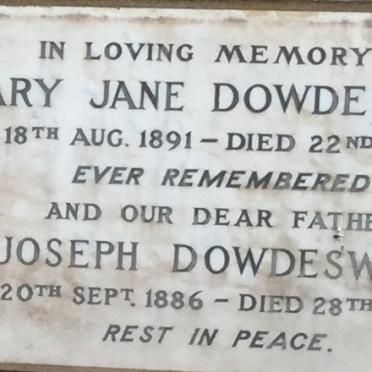 IN LOVING MEMORY
ARY JANE DOWDE
18TH AUG. 1891 – DIED 22ND
EVER REMEMBERED
AND OUR DEAR FATHE
JOSEPH DOWDESW
20TH SEPT. 1886 – DIED 28TH
REST IN PEACE.